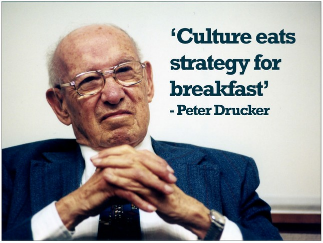 ‘Culture eats
strategy for
breakfast’
- Peter Drucker